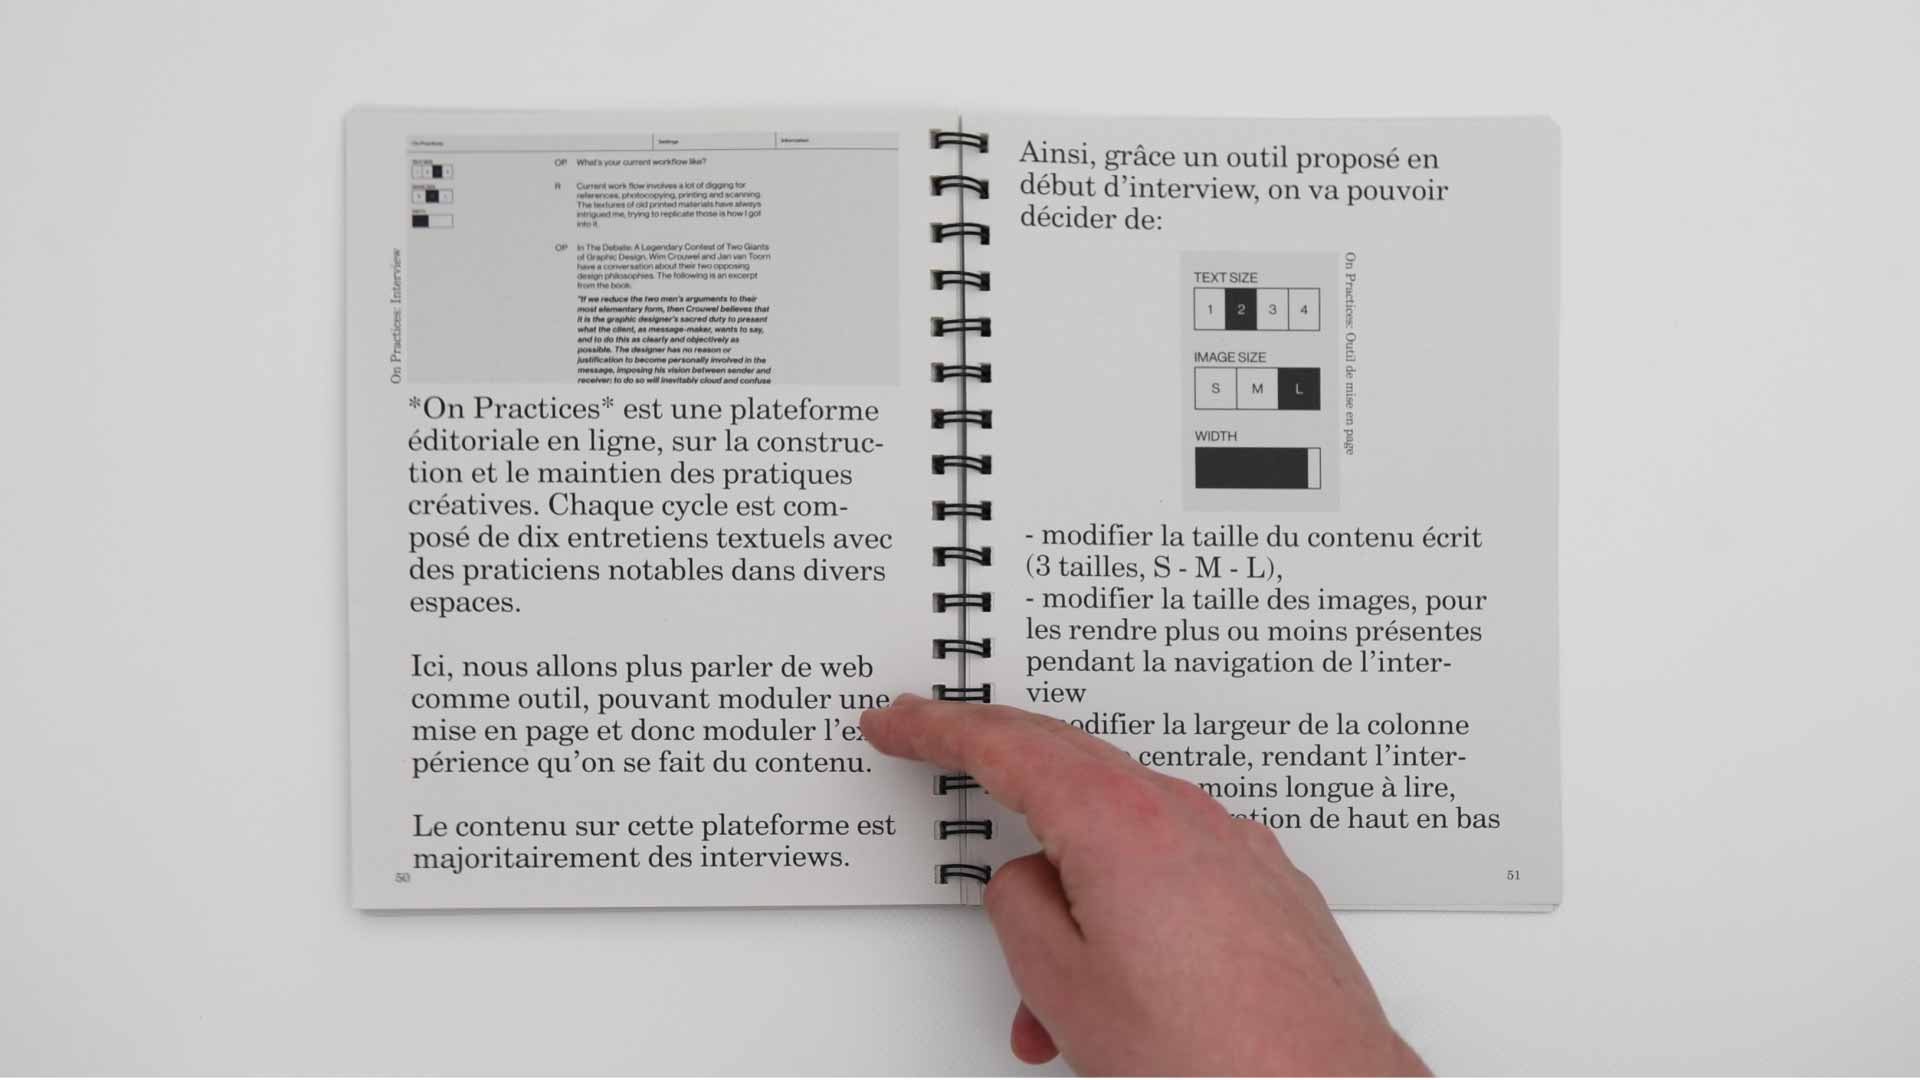 On Practices
Settings
Information
TEXT SIZE
IMAGE SIZE
WIDTH
OP What's your current workflow like?
R Current work flow involves a lot of digging for
references, photocopying, printing and scanning.
The textures of old printed materials have always
intrigued me, trying to replicate those is how I got
into it.
OP In The Debate: A Legendary Contest of Two Giants
of Graphic Design, Wim Crouwel and Jan van Toorn
have a conversation about their two opposing
design philosophies. The following is an excerpt
from the book:
"If we reduce the two men's arguments to their
most elementary form, then Crouwel believes that
it is the graphic designer's sacred duty to present
what the client, as message-maker, wants to say,
and to do this as clearly and objectively as
possible. The designer has no reason or
justification to become personally involved in the
message, imposing his vision between sender and
receiver: to do so will inevitably cloud and confuse
On Practices: Interview
*On Practices* est une plateforme
éditoriale en ligne, sur la construc-
tion et le maintien des pratiques
créatives. Chaque cycle est com-
posé de dix entretiens textuels avec
des praticiens notables dans divers
espaces.
Ici, nous allons plus parler de web
comme outil, pouvant moduler une
mise en page et donc moduler l'ex
périence qu'on se fait du contenu.
Le contenu sur cette plateforme est
majoritairement des interviews.
50
Ainsi, grâce un outil proposé en
début d'interview, on va pouvoir
décider de:
TEXT SIZE
1 2 3 4
IMAGE SIZE
S M L
WIDTH
On Practices: Outil de mise en page
- modifier la taille du contenu écrit
(3 tailles, S - M - L),
- modifier la taille des images, pour
les rendre plus ou moins présentes
pendant la navigation de l'inter-
view
odifier la largeur de la colonne
centrale, rendant l'inter-
moins longue à lire,
tion de haut en bas
51